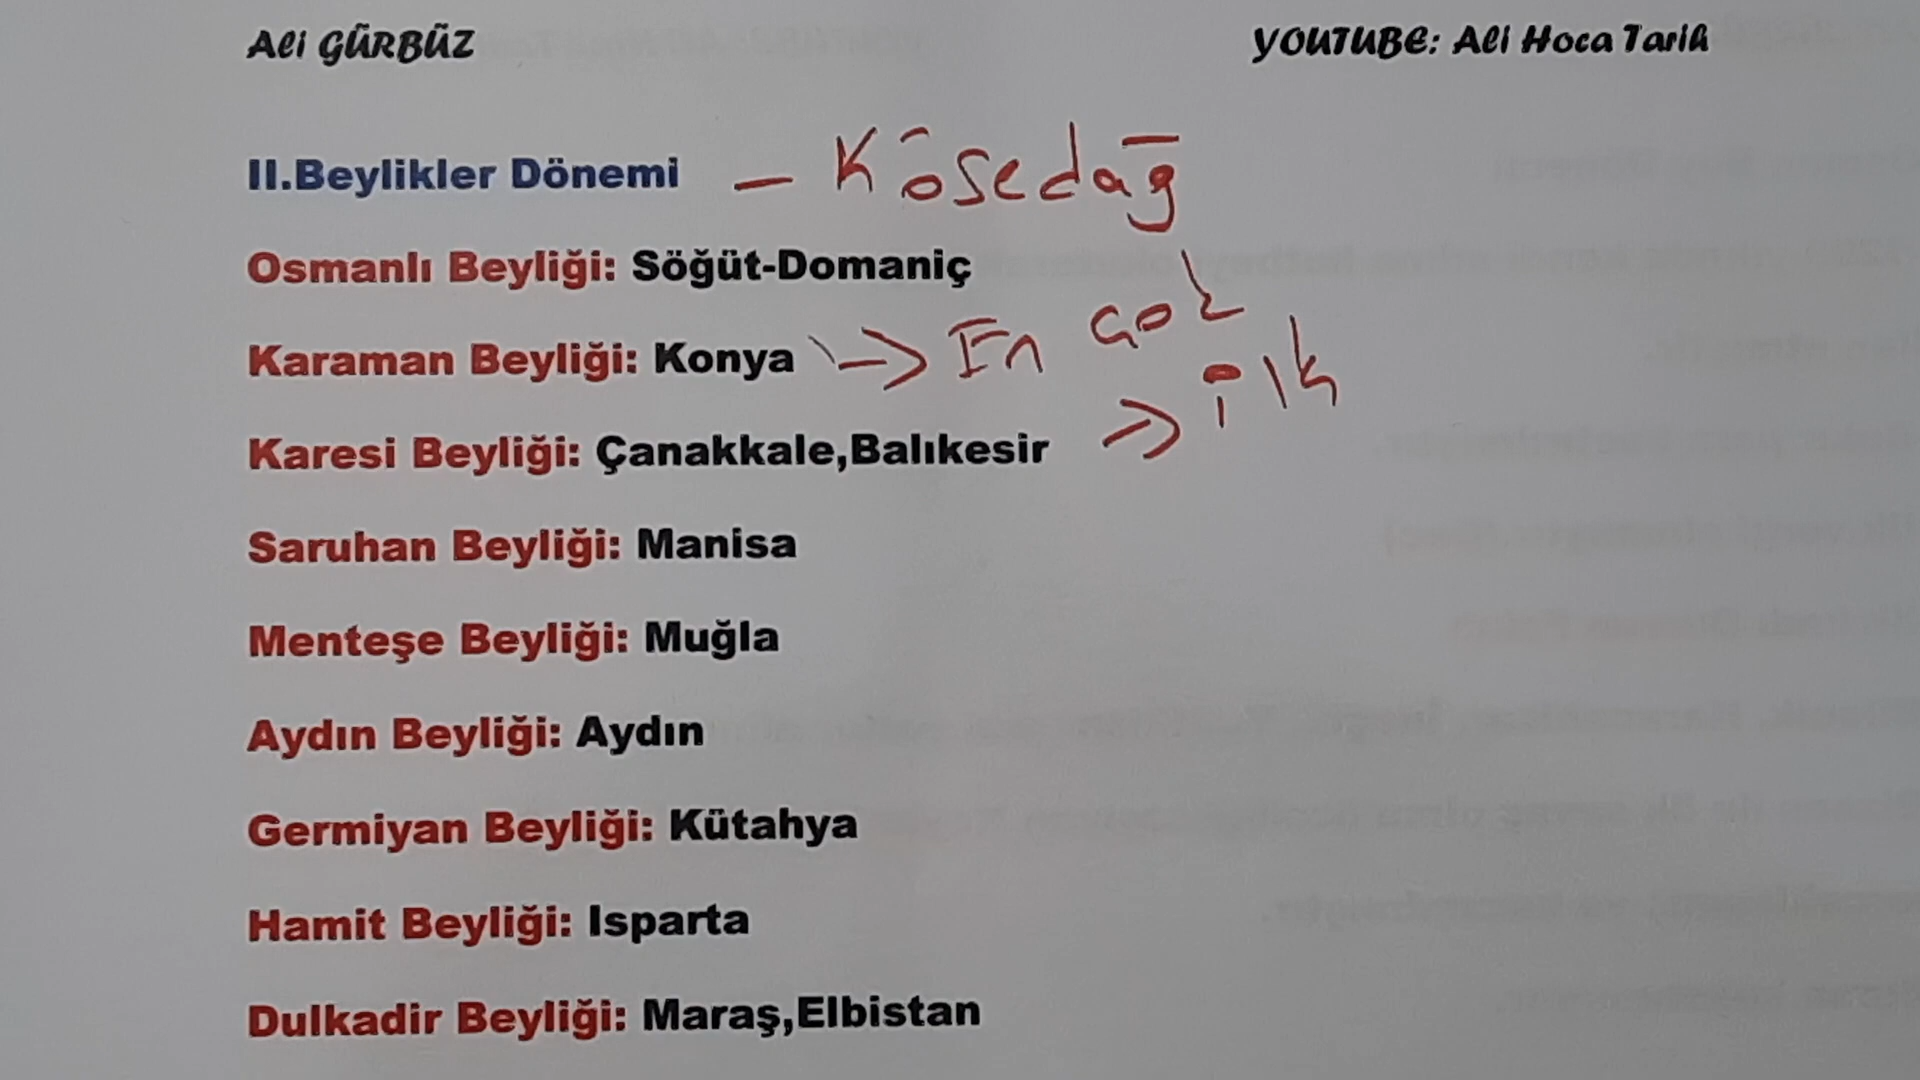 Ali GÜRBÜZ YOUTUBE: Ali Hoca Tarih
II.Beylikler Dönemi – Kösedağ
Osmanlı Beyliği: Söğüt-Domaniç
Karaman Beyliği: Konya → En çok
Karesi Beyliği: Çanakkale,Balıkesir → ilk
Saruhan Beyliği: Manisa
Menteşe Beyliği: Muğla
Aydın Beyliği: Aydın
Germiyan Beyliği: Kütahya
Hamit Beyliği: Isparta
Dulkadir Beyliği: Maraş,Elbistan